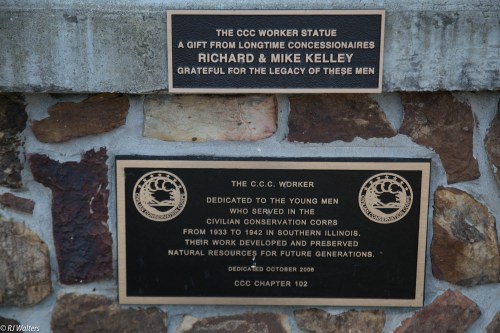 THE CCC WORKER STATUE
A GIFT FROM LONGTIME CONCESSIONAIRES
RICHARD & MIKE KELLEY
GRATEFUL FOR THE LEGACY OF THESE MEN
THE C.C.C. WORKER
DEDICATED TO THE YOUNG MEN
WHO SERVED IN THE
CIVILIAN CONSERVATION CORPS
FROM 1933 TO 1942 IN SOUTHERN ILLINOIS.
THEIR WORK DEVELOPED AND PRESERVED
NATURAL RESOURCES FOR FUTURE GENERATIONS.
DEDICATED OCTOBER 2006
CCC CHAPTER 102
© RJ Walters